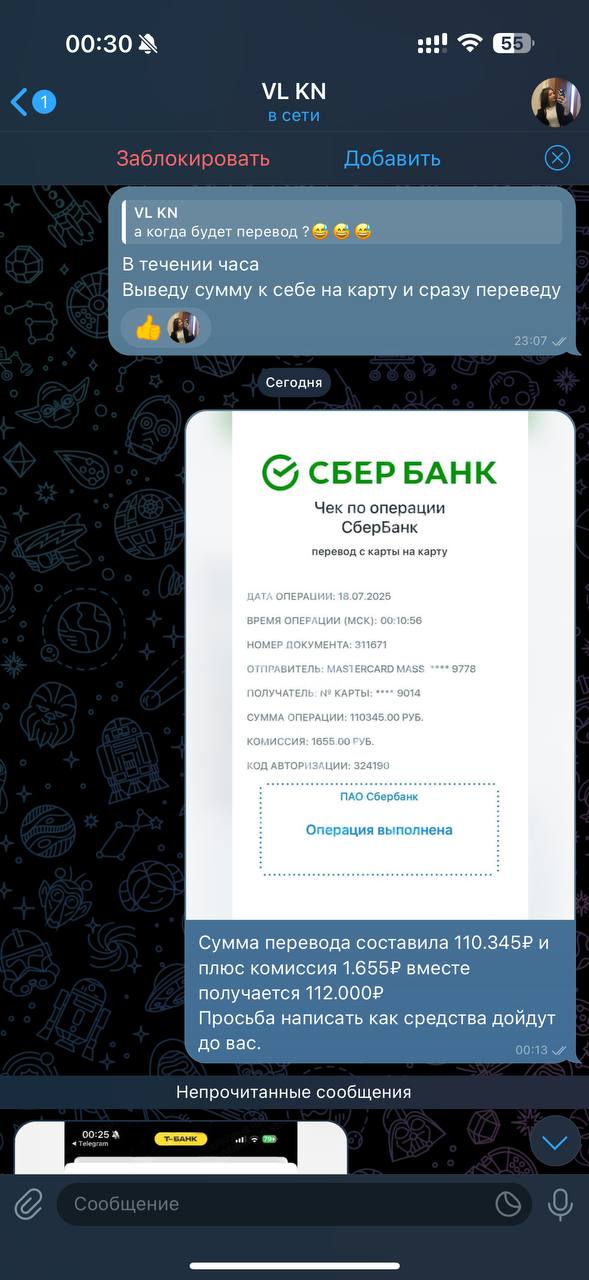 00:30
55
1
VL KN
в сети
Заблокировать
Добавить
VL KN
а когда будет перевод ?😅😅😅
В течении часа
Выведу сумму к себе на карту и сразу переведу
👍
23:07
Сегодня
СБЕР БАНК
Чек по операции
СберБанк
перевод с карты на карту
ДАТА ОПЕРАЦИИ: 18.07.2025
ВРЕМЯ ОПЕРАЦИИ (МСК): 00:10:56
НОМЕР ДОКУМЕНТА: 311671
ОТПРАВИТЕЛЬ: MASTERCARD MASS **** 9778
ПОЛУЧАТЕЛЬ: № КАРТЫ: **** 9014
СУММА ОПЕРАЦИИ: 110345.00 РУБ.
КОМИССИЯ: 1655.00 РУБ.
КОД АВТОРИЗАЦИИ: 324190
ПАО Сбербанк
Операция выполнена
Сумма перевода составила 110.345₽ и
плюс комиссия 1.655₽ вместе
получается 112.000₽
Просьба написать как средства дойдут
до вас.
00:13
Непрочитанные сообщения
00:25
Telegram
Т-БАНК
79
Сообщение